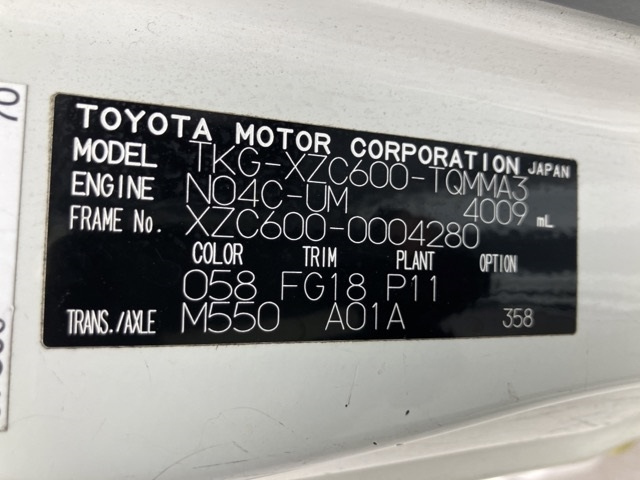 TOYOTA MOTOR CORPORATION JAPAN
MODEL TKG-XZC600-TQMMA3
ENGINE N04C-UM 4009 mL
FRAME No. XZC600-0004280
COLOR TRIM PLANT OPTION
058 FG18 P11
TRANS./AXLE M550 A01A 358